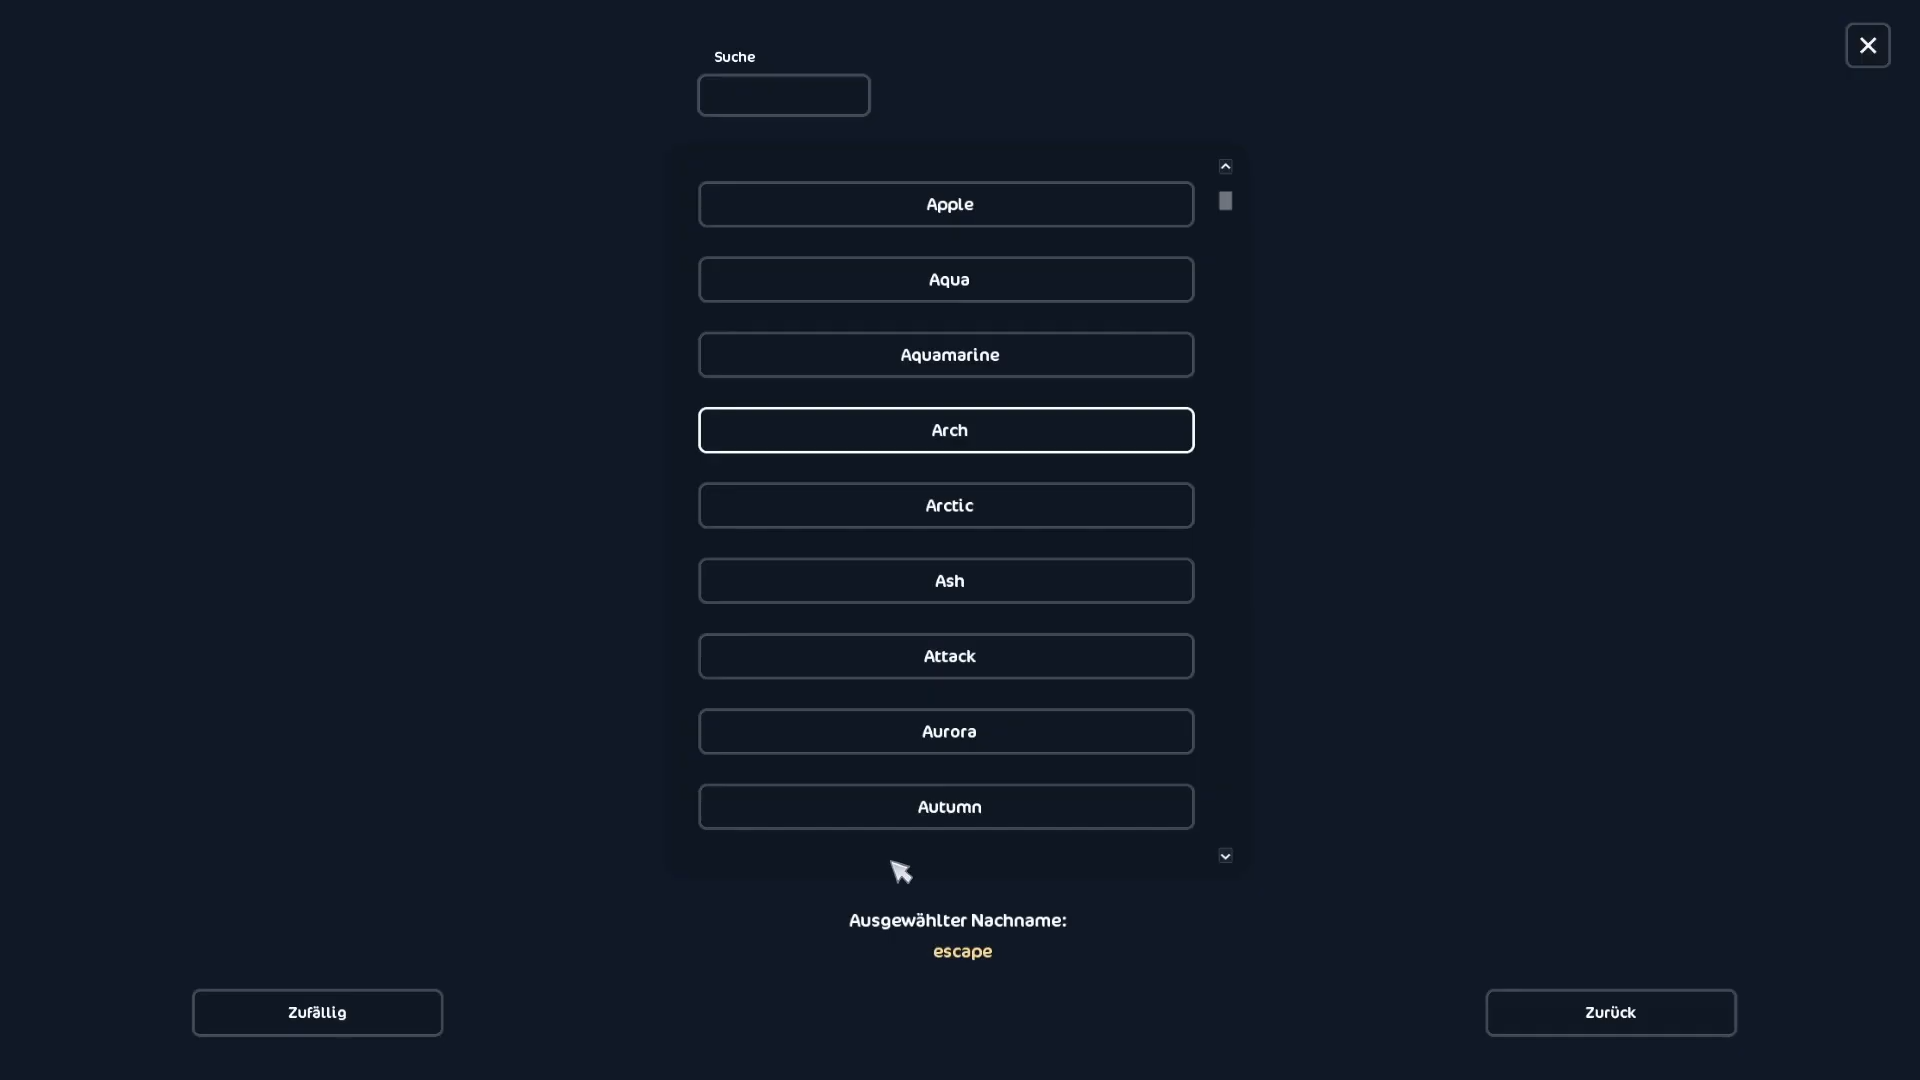 Suche
Apple
Aqua
Aquamarine
Arch
Arctic
Ash
Attack
Aurora
Autumn
Ausgewählter Nachname:
escape
Zufällig
Zurück